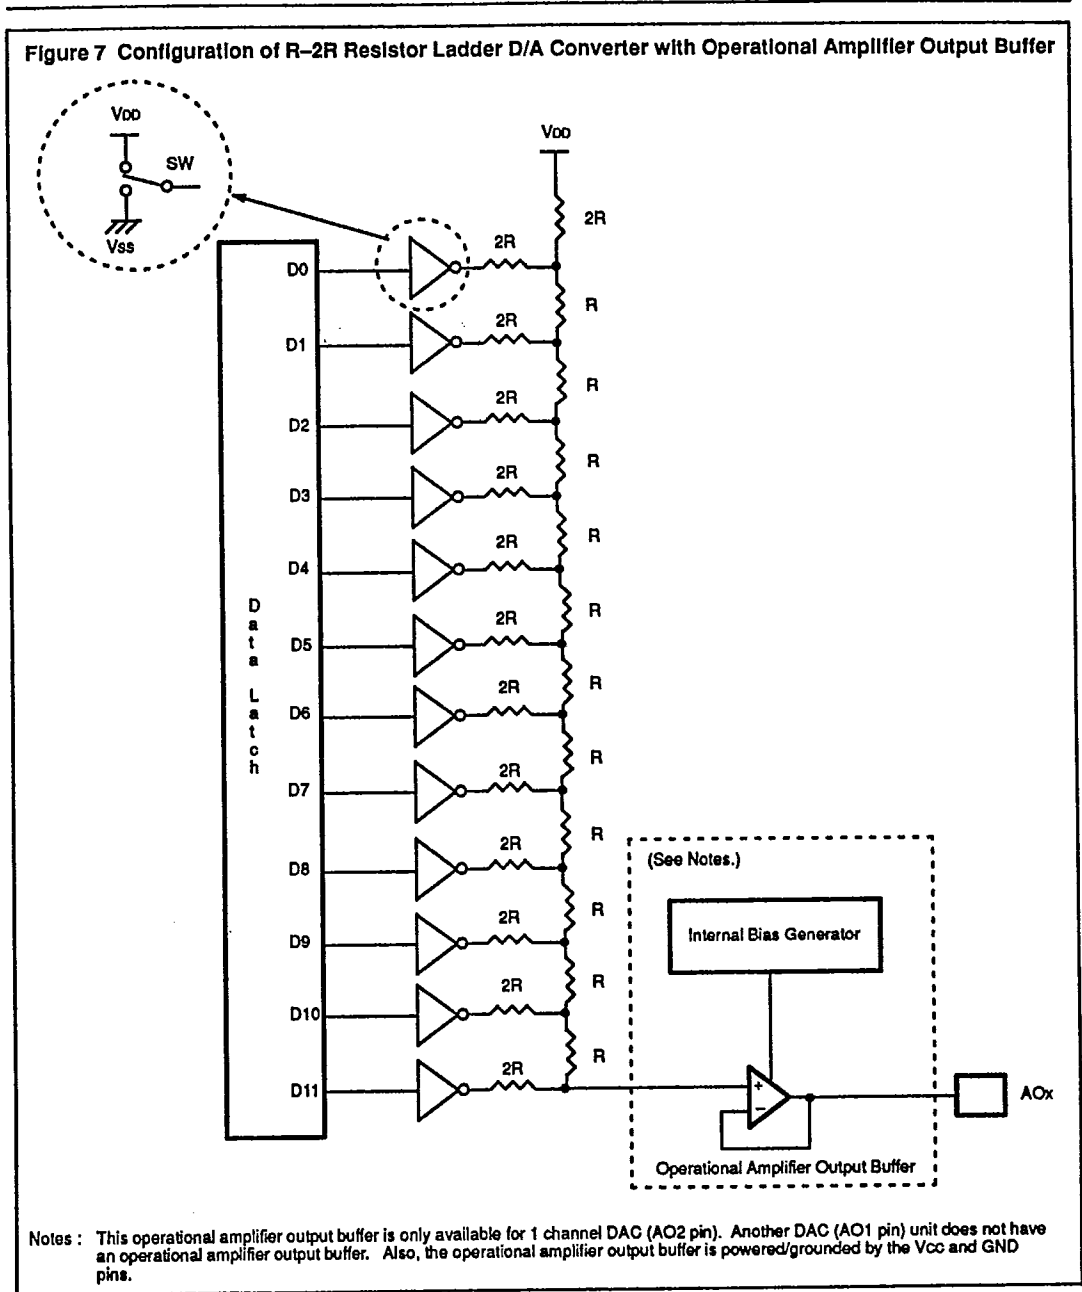 Figure 7 Configuration of R–2R Resistor Ladder D/A Converter with Operational Amplifier Output Buffer
VDD
SW
Vss
VDD
2R
D0
2R
R
D1
2R
R
D2
2R
R
D3
2R
R
D4
2R
R
D5
2R
R
D6
2R
R
D7
2R
R
D8
2R
R
D9
2R
R
D10
2R
R
D11
2R
Data Latch
(See Notes.)
Internal Bias Generator
+
−
AOx
Operational Amplifier Output Buffer
Notes : This operational amplifier output buffer is only available for 1 channel DAC (AO2 pin). Another DAC (AO1 pin) unit does not have
an operational amplifier output buffer. Also, the operational amplifier output buffer is powered/grounded by the Vcc and GND
pins.